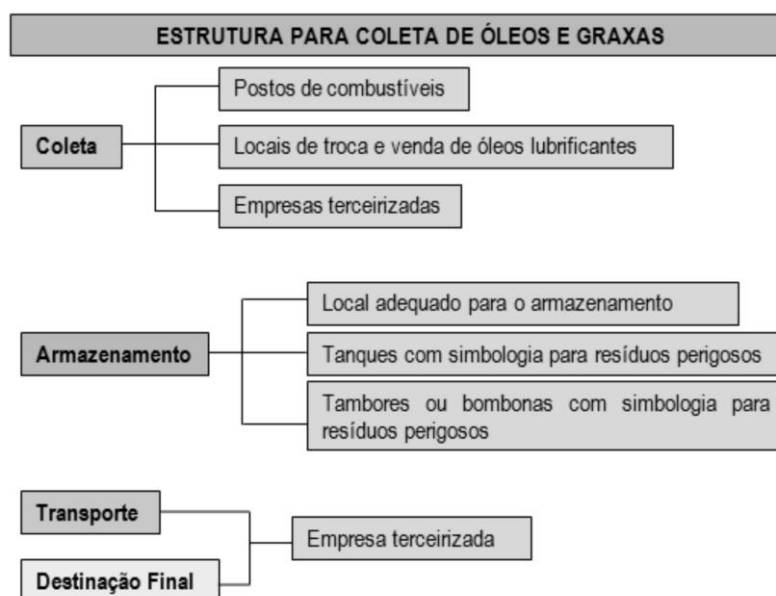 ESTRUTURA PARA COLETA DE ÓLEOS E GRAXAS
Postos de combustíveis
Coleta
Locais de troca e venda de óleos lubrificantes
Empresas terceirizadas
Local adequado para o armazenamento
Armazenamento
Tanques com simbologia para resíduos perigosos
Tambores ou bombonas com simbologia para
resíduos perigosos
Transporte
Empresa terceirizada
Destinação Final